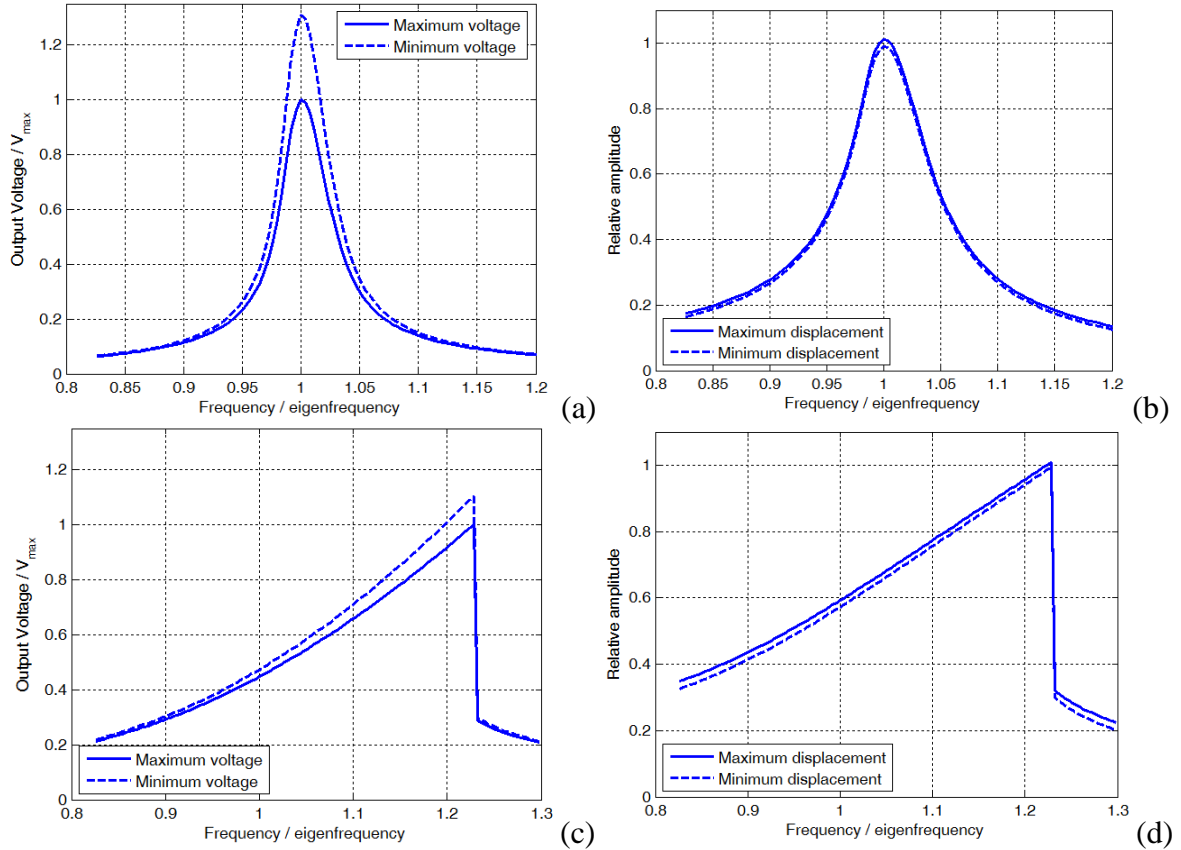 Output Voltage / Vmax
1.2
1
0.8
0.6
0.4
0.2
0
0.8
0.85
0.9
0.95
1
1.05
1.1
1.15
1.2
Frequency / eigenfrequency
Maximum voltage
Minimum voltage
(a)
Relative amplitude
1
0.8
0.6
0.4
0.2
0
0.8
0.85
0.9
0.95
1
1.05
1.1
1.15
1.2
Frequency / eigenfrequency
Maximum displacement
Minimum displacement
(b)
Output Voltage / Vmax
1.2
1
0.8
0.6
0.4
0.2
0
0.8
0.9
1
1.1
1.2
1.3
Frequency / eigenfrequency
Maximum voltage
Minimum voltage
(c)
Relative amplitude
1
0.8
0.6
0.4
0.2
0
0.8
0.9
1
1.1
1.2
1.3
Frequency / eigenfrequency
Maximum displacement
Minimum displacement
(d)